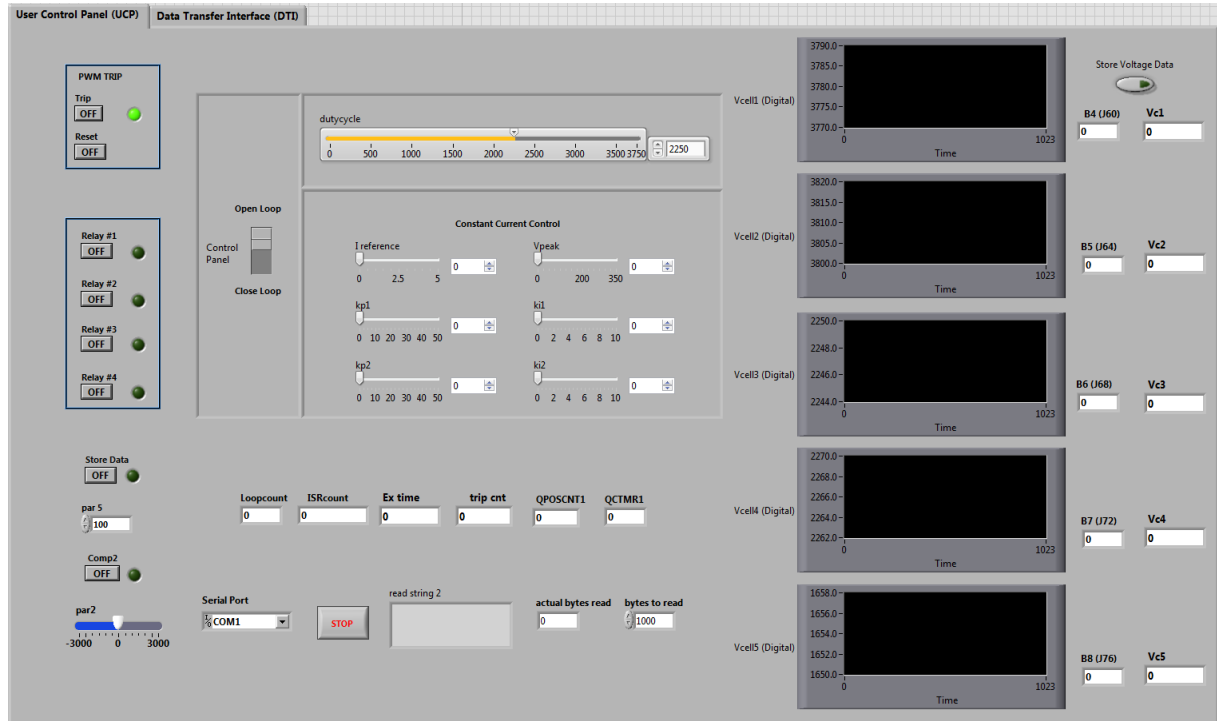 User Control Panel (UCP)
Data Transfer Interface (DTI)
PWM TRIP
Trip
OFF
Reset
OFF
Relay #1
OFF
Relay #2
OFF
Relay #3
OFF
Relay #4
OFF
Store Data
OFF
par 5
100
Comp2
OFF
par2
-3000 0 3000
Open Loop
Control
Panel
Close Loop
dutycycle
0 500 1000 1500 2000 2500 3000 3500 3750
2250
Constant Current Control
I reference
0 2.5 5
0
Vpeak
0 200 350
0
kp1
0 10 20 30 40 50
0
ki1
0 2 4 6 8 10
0
kp2
0 10 20 30 40 50
0
ki2
0 2 4 6 8 10
0
Loopcount
0
ISRcount
0
Ex time
0
trip cnt
0
QPOSCNT1
0
QCTMR1
0
Serial Port
COM1
STOP
read string 2
actual bytes read
0
bytes to read
1000
Vcell1 (Digital)
3790.0
3785.0
3780.0
3775.0
3770.0
0 1023
Time
Store Voltage Data
B4 (J60)
0
Vc1
0
Vcell2 (Digital)
3820.0
3815.0
3810.0
3805.0
3800.0
0 1023
Time
B5 (J64)
0
Vc2
0
Vcell3 (Digital)
2250.0
2248.0
2246.0
2244.0
0 1023
Time
B6 (J68)
0
Vc3
0
Vcell4 (Digital)
2270.0
2268.0
2266.0
2264.0
2262.0
0 1023
Time
B7 (J72)
0
Vc4
0
Vcell5 (Digital)
1658.0
1656.0
1654.0
1652.0
1650.0
0 1023
Time
B8 (J76)
0
Vc5
0